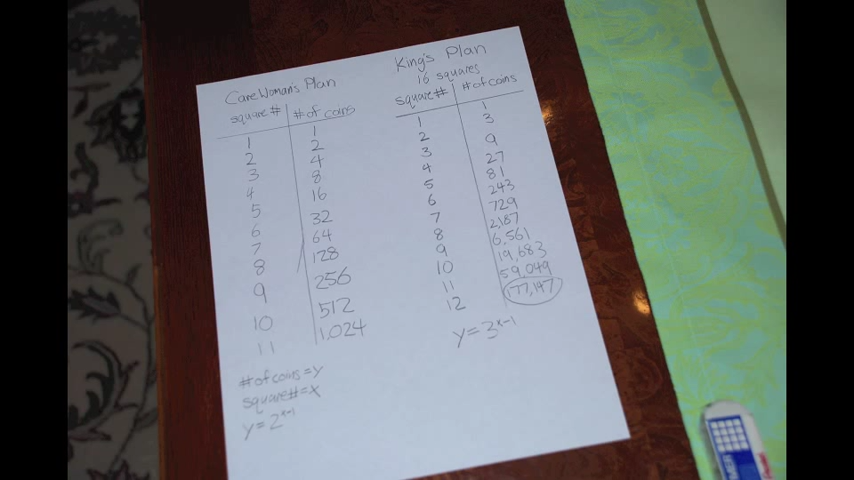 Care Woman's Plan
square # | # of coins
1 | 1
2 | 2
3 | 4
4 | 8
5 | 16
6 | 32
7 | 64
8 | 128
9 | 256
10 | 512
11 | 1,024
# of coins = y
square # = x
y = 2^x-1
King's Plan
16 squares
square # | # of coins
1 | 1
2 | 3
3 | 9
4 | 27
5 | 81
6 | 243
7 | 729
8 | 2,187
9 | 6,561
10 | 19,683
11 | 59,049
12 | 177,147
y = 3^x-1